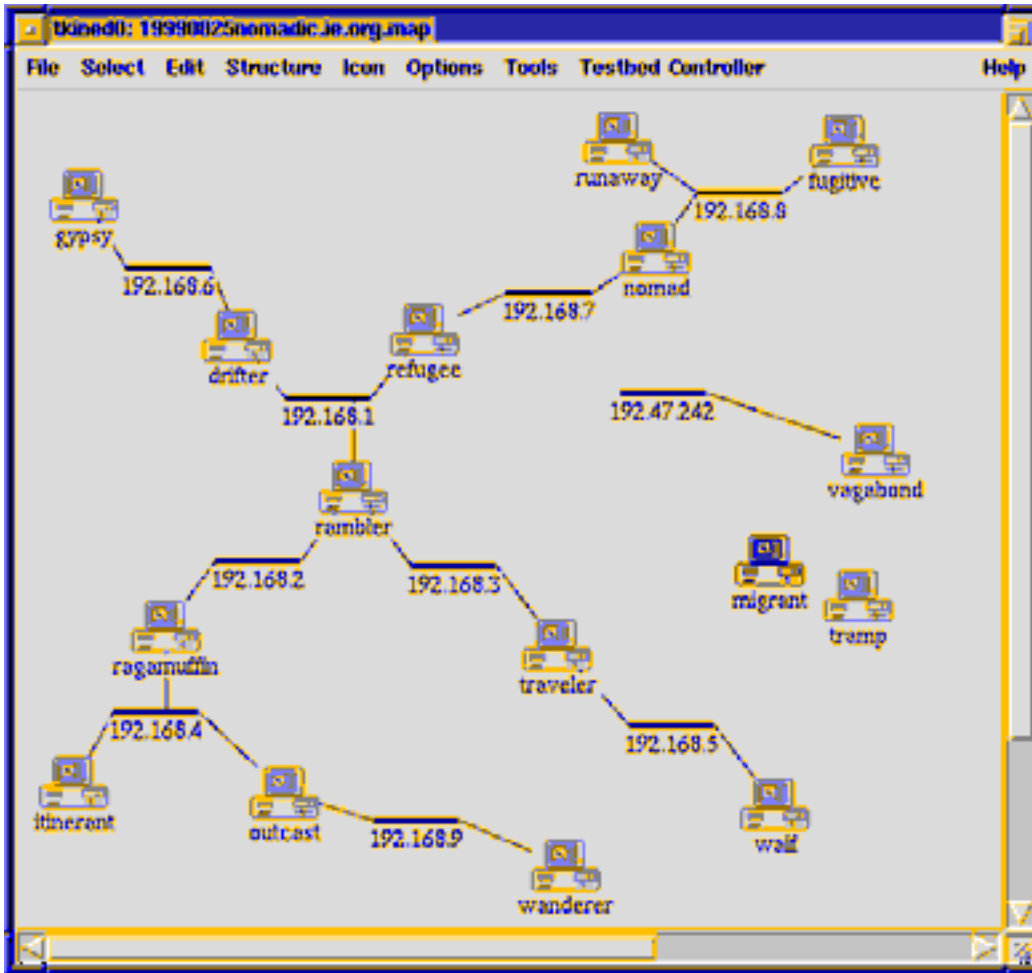 tkined0: 19990825nomadic.ie.org.map
File Select Edit Structure Icon Options Tools Testbed Controller Help
runaway
fugitive
192.168.8
gypsy
nomad
192.168.6
192.168.7
refugee
drifter
192.168.1
192.47.242
vagabond
rambler
192.168.2
192.168.3
migrant
tramp
ragamuffin
traveler
192.168.4
192.168.5
itinerant
outcast
192.168.9
waif
wanderer